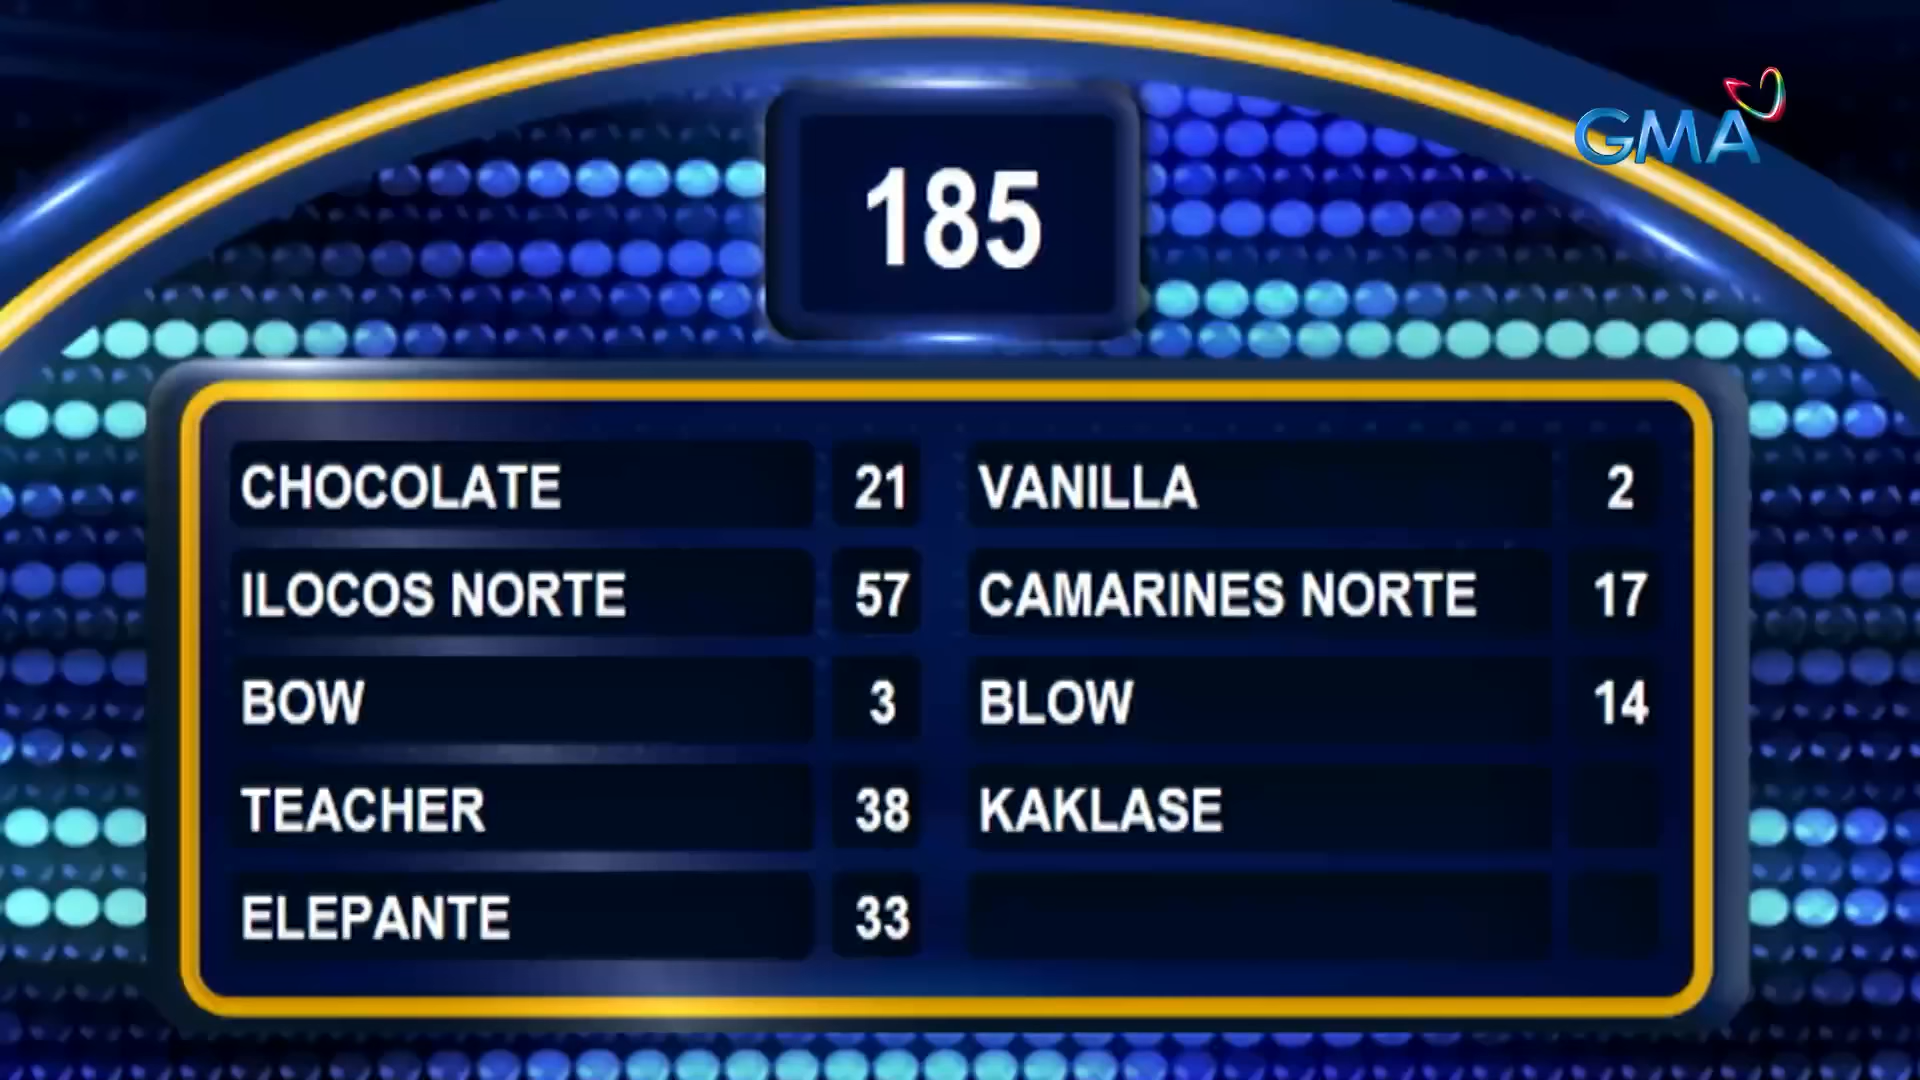 GMA
185
CHOCOLATE 21 VANILLA 2
ILOCOS NORTE 57 CAMARINES NORTE 17
BOW 3 BLOW 14
TEACHER 38 KAKLASE
ELEPANTE 33